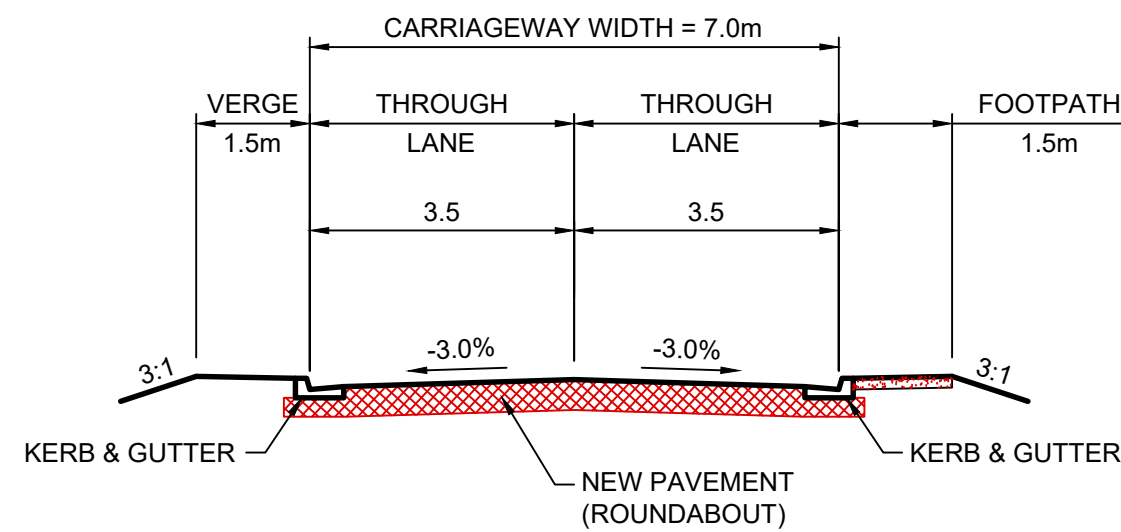 CARRIAGEWAY WIDTH = 7.0m
VERGE
THROUGH
THROUGH
FOOTPATH
1.5m
LANE
LANE
1.5m
3.5
3.5
3:1
-3.0%
-3.0%
3:1
KERB & GUTTER
KERB & GUTTER
NEW PAVEMENT
(ROUNDABOUT)